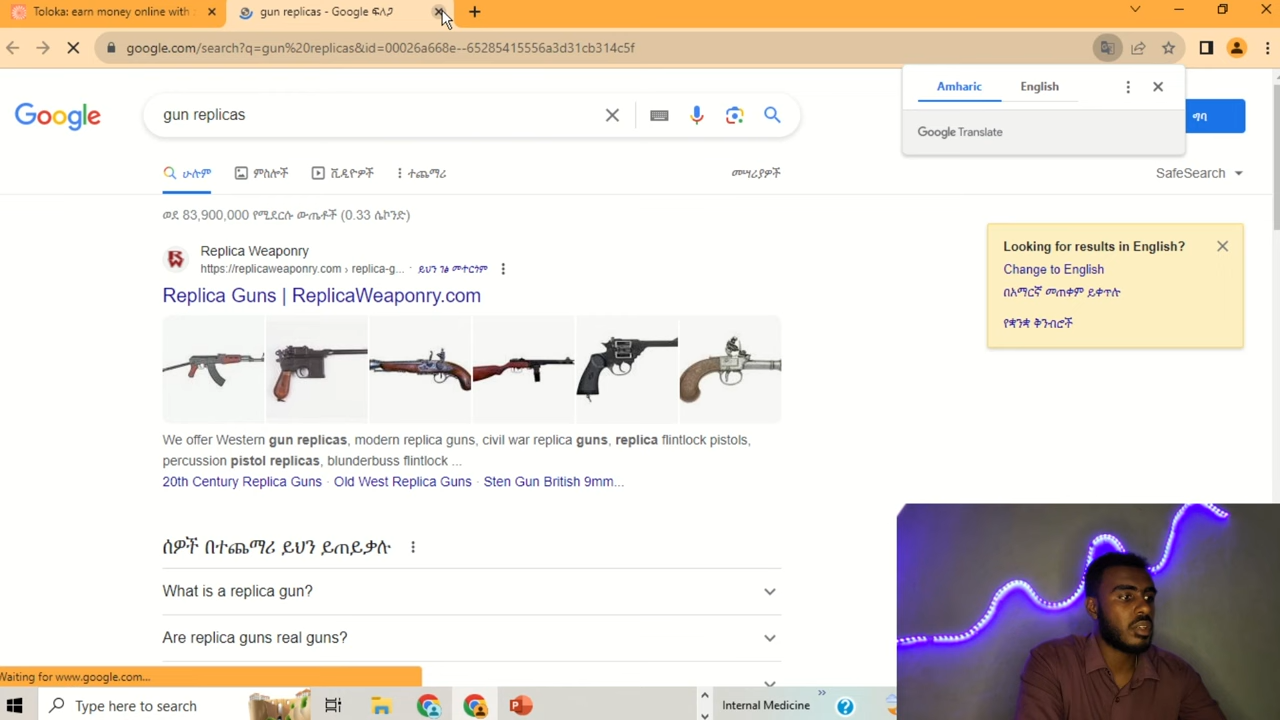 Toloka: earn money online with
gun replicas - Google ፍለጋ
google.com/search?q=gun%20replicas&id=00026a668e--65285415556a3d31cb314c5f
Amharic
English
Google Translate
Google
gun replicas
ግባ
ሁሉም
ምስሎች
ቪዲዮዎች
ተጨማሪ
መሣሪያዎች
SafeSearch
ወደ 83,900,000 የሚደርሱ ውጤቶች (0.33 ሴኮንድ)
Replica Weaponry
https://replicaweaponry.com › replica-g... · ይህን ገፅ መተርጎም
Replica Guns | ReplicaWeaponry.com
We offer Western gun replicas, modern replica guns, civil war replica guns, replica flintlock pistols,
percussion pistol replicas, blunderbuss flintlock ...
20th Century Replica Guns · Old West Replica Guns · Sten Gun British 9mm...
ሰዎች በተጨማሪ ይህን ይጠይቃሉ
What is a replica gun?
Are replica guns real guns?
Looking for results in English?
Change to English
በአማርኛ መጠቀም ይቀጥሉ
የቋንቋ ቅንብሮች
Waiting for www.google.com...
Type here to search
Internal Medicine